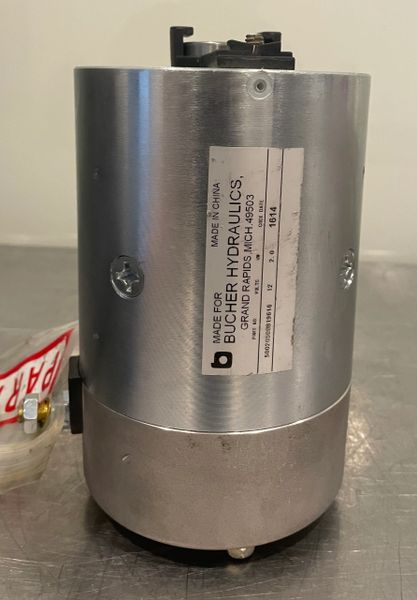 MADE FOR MADE IN CHINA
BUCHER HYDRAULICS,
GRAND RAPIDS,MICH.49503
PART NO VOLTS KW CODE DATE
12 2.0 1614
b
PAR